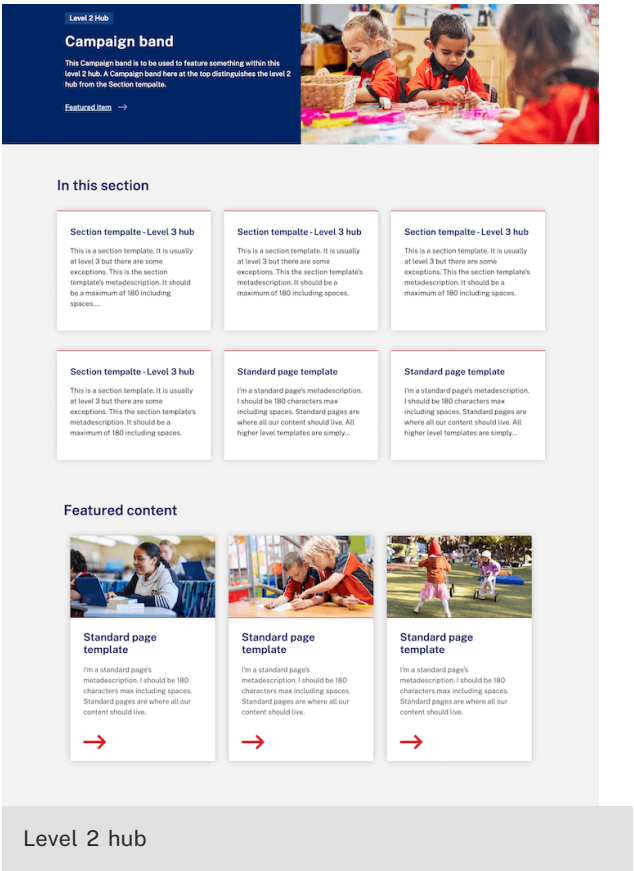 Level 2 Hub
Campaign band
This Campaign band is to be used to feature something within this
level 2 hub. A Campaign band here at the top distinguishes the level 2
hub from the Section tempalte.
Featured item
In this section
Section tempalte - Level 3 hub
This is a section template. It is usually
at level 3 but there are some
exceptions. This is the section
template's metadescription. It should
be a maximum of 180 including
spaces....
Section tempalte - Level 3 hub
This is a section template. It is usually
at level 3 but there are some
exceptions. This the section template's
metadescription. It should be a
maximum of 180 including spaces.
Section tempalte - Level 3 hub
This is a section template. It is usually
at level 3 but there are some
exceptions. This the section template's
metadescription. It should be a
maximum of 180 including spaces.
Section tempalte - Level 3 hub
This is a section template. It is usually
at level 3 but there are some
exceptions. This the section template's
metadescription. It should be a
maximum of 180 including spaces.
Standard page template
I'm a standard page's metadescription.
I should be 180 characters max
including spaces. Standard pages are
where all our content should live. All
higher level templates are simply...
Standard page template
I'm a standard page's metadescription.
I should be 180 characters max
including spaces. Standard pages are
where all our content should live. All
higher level templates are simply...
Featured content
Standard page
template
I'm a standard page's
metadescription. I should be 180
characters max including spaces.
Standard pages are where all our
content should live.
Standard page
template
I'm a standard page's
metadescription. I should be 180
characters max including spaces.
Standard pages are where all our
content should live.
Standard page
template
I'm a standard page's
metadescription. I should be 180
characters max including spaces.
Standard pages are where all our
content should live.
Level 2 hub